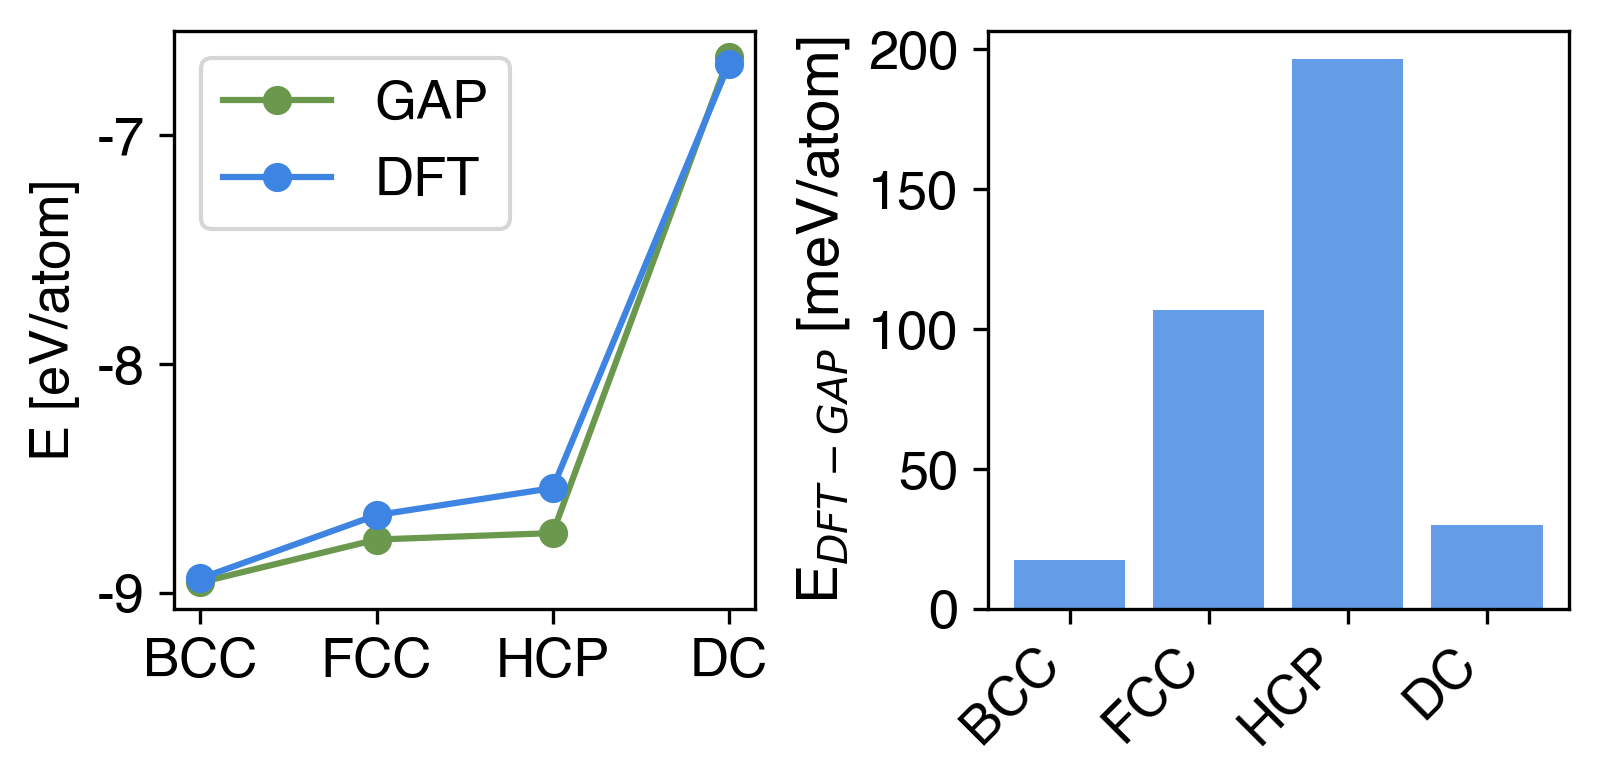 GAP
DFT
E [eV/atom]
-7
-8
-9
BCC FCC HCP DC
E_{DFT−GAP} [meV/atom]
200
150
100
50
0
BCC FCC HCP DC